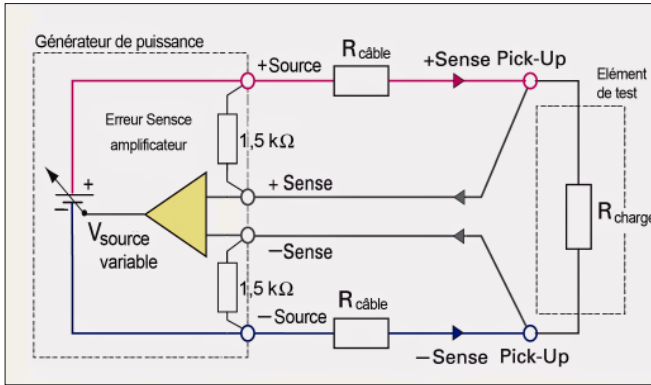 Générateur de puissance
+Source
Rcâble
+Sense Pick-Up
Elément
de test
Erreur Sensce
amplificateur
1,5 kΩ
+
−
+ Sense
Vsource
variable
Rcharge
−Sense
1,5 kΩ
Rcâble
−Source
−Sense Pick-Up